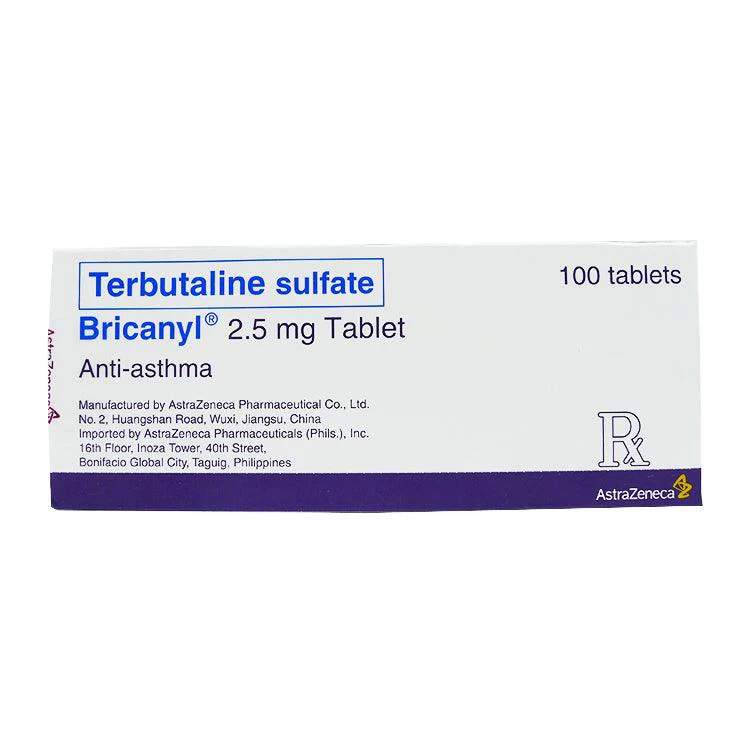 Terbutaline sulfate
100 tablets
Bricanyl® 2.5 mg Tablet
Anti-asthma
Manufactured by AstraZeneca Pharmaceutical Co., Ltd.
No. 2, Huangshan Road, Wuxi, Jiangsu, China
Imported by AstraZeneca Pharmaceuticals (Phils.), Inc.
16th Floor, Inoza Tower, 40th Street,
Bonifacio Global City, Taguig, Philippines
Rx
AstraZeneca
AstraZeneca